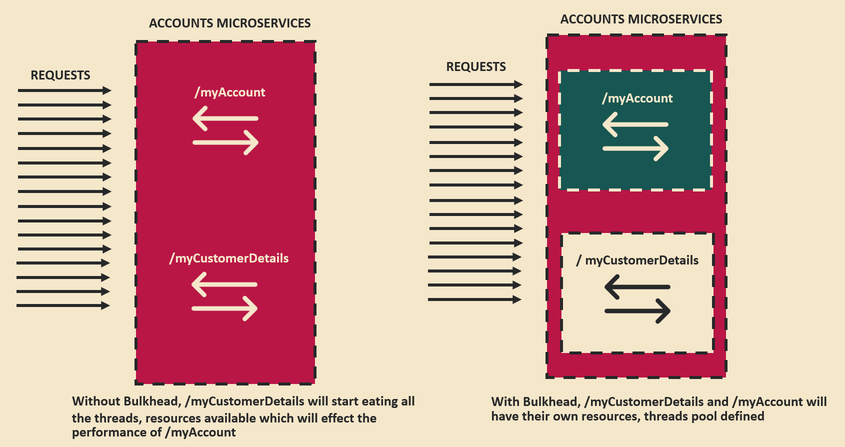 ACCOUNTS MICROSERVICES
REQUESTS
/myAccount
/myCustomerDetails
Without Bulkhead, /myCustomerDetails will start eating all
the threads, resources available which will effect the
performance of /myAccount
ACCOUNTS MICROSERVICES
REQUESTS
/myAccount
/ myCustomerDetails
With Bulkhead, /myCustomerDetails and /myAccount will
have their own resources, threads pool defined